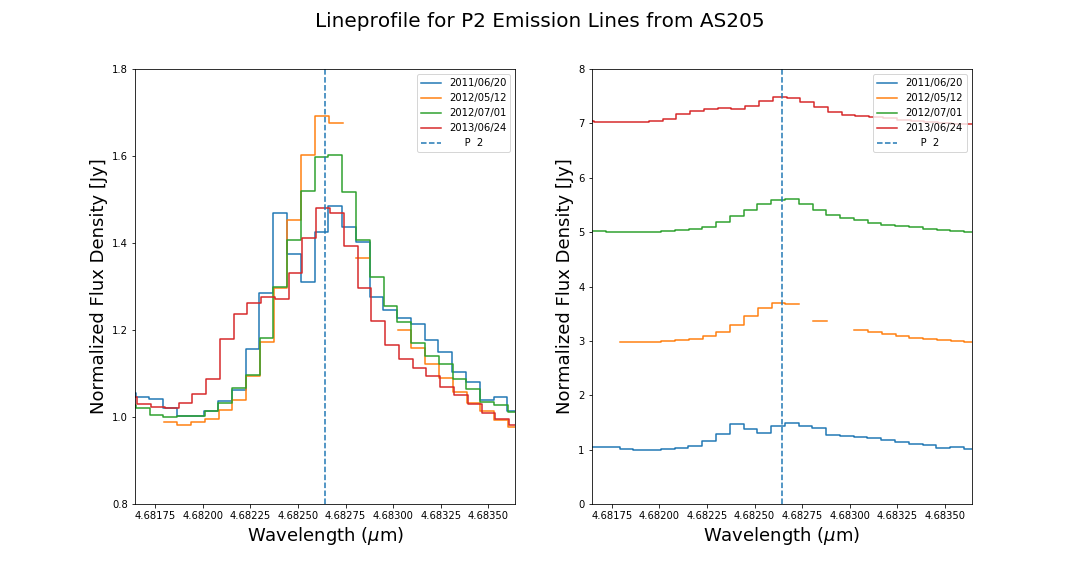 Lineprofile for P2 Emission Lines from AS205
Normalized Flux Density [Jy]
1.8
1.6
1.4
1.2
1.0
0.8
2011/06/20
2012/05/12
2012/07/01
2013/06/24
P 2
4.68175 4.68200 4.68225 4.68250 4.68275 4.68300 4.68325 4.68350
Wavelength (μm)
Normalized Flux Density [Jy]
8
7
6
5
4
3
2
1
0
2011/06/20
2012/05/12
2012/07/01
2013/06/24
P 2
4.68175 4.68200 4.68225 4.68250 4.68275 4.68300 4.68325 4.68350
Wavelength (μm)